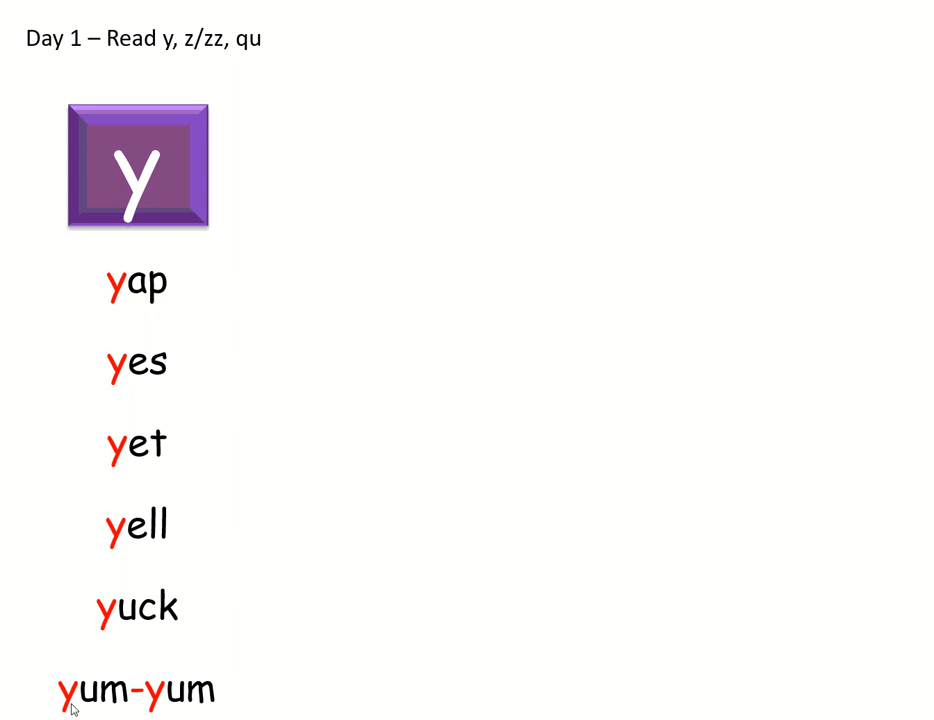 Day 1 – Read y, z/zz, qu
y
yap
yes
yet
yell
yuck
yum-yum